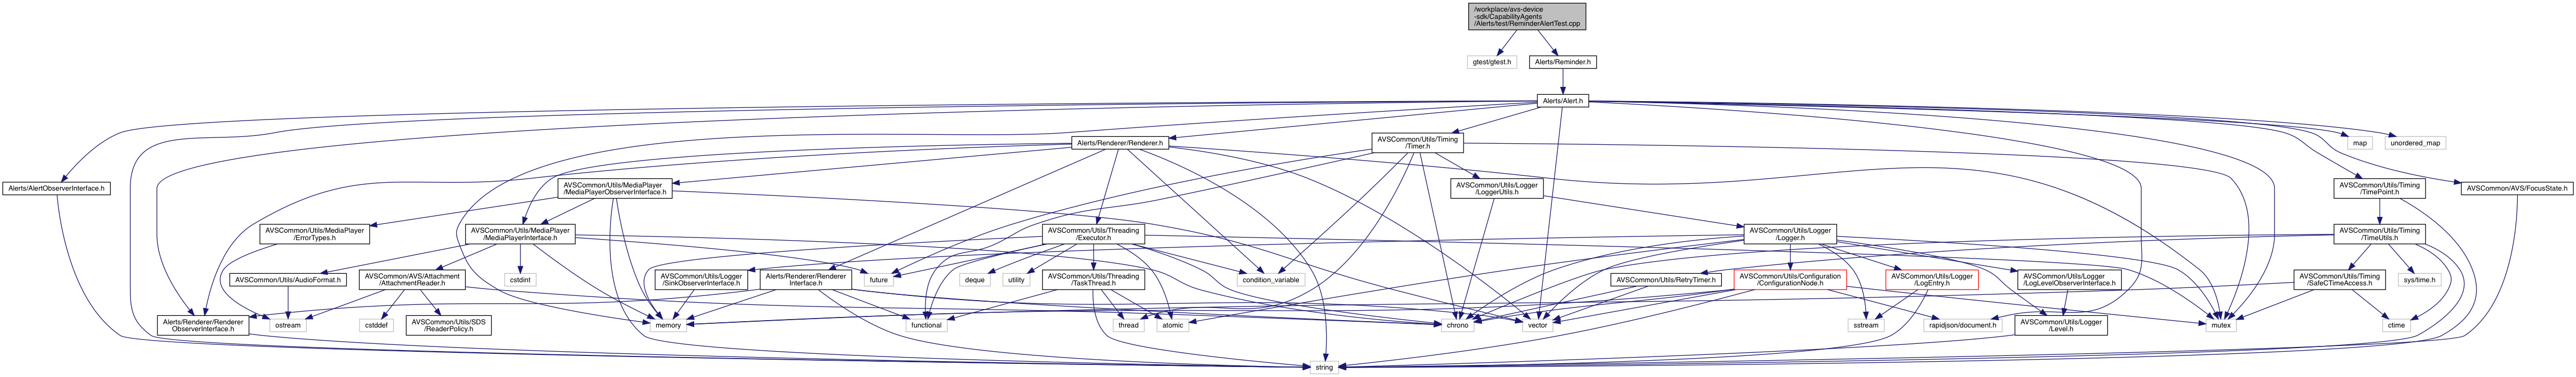 /workplace/avs-device
-sdk/CapabilityAgents
/Alerts/test/ReminderAlertTest.cpp
gtest/gtest.h
Alerts/Reminder.h
Alerts/Alert.h
Alerts/Renderer/Renderer.h
AVSCommon/Utils/Timing
/Timer.h
map
unordered_map
Alerts/AlertObserverInterface.h
AVSCommon/Utils/MediaPlayer
/MediaPlayerObserverInterface.h
AVSCommon/Utils/Logger
/LoggerUtils.h
AVSCommon/Utils/Timing
/TimePoint.h
AVSCommon/AVS/FocusState.h
AVSCommon/Utils/MediaPlayer
/ErrorTypes.h
AVSCommon/Utils/MediaPlayer
/MediaPlayerInterface.h
AVSCommon/Utils/Threading
/Executor.h
AVSCommon/Utils/Logger
/Logger.h
AVSCommon/Utils/Timing
/TimeUtils.h
AVSCommon/Utils/AudioFormat.h
AVSCommon/AVS/Attachment
/AttachmentReader.h
cstdint
AVSCommon/Utils/Logger
/SinkObserverInterface.h
Alerts/Renderer/Renderer
Interface.h
future
deque
utility
AVSCommon/Utils/Threading
/TaskThread.h
condition_variable
AVSCommon/Utils/RetryTimer.h
AVSCommon/Utils/Configuration
/ConfigurationNode.h
AVSCommon/Utils/Logger
/LogEntry.h
AVSCommon/Utils/Logger
/LogLevelObserverInterface.h
AVSCommon/Utils/Timing
/SafeCTimeAccess.h
sys/time.h
Alerts/Renderer/Renderer
ObserverInterface.h
ostream
cstddef
AVSCommon/Utils/SDS
/ReaderPolicy.h
memory
functional
thread
atomic
chrono
vector
sstream
rapidjson/document.h
AVSCommon/Utils/Logger
/Level.h
mutex
ctime
string